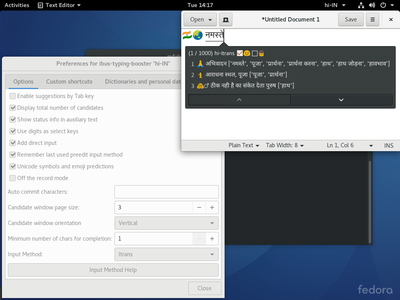 Activities Text Editor Tue 14:17 hi-IN
Open *Untitled Document 1 Save
नमस्ते
(1 / 1000) hi-itrans
1 🙏 अभिवादन ['नमस्ते', 'पूजा', 'प्रार्थना', 'प्रार्थना करना', 'हाथ', 'हाथ जोड़ना', 'हावभाव']
2 🛐 आराधना स्थल, पूजा ['पूजा', 'प्रार्थना']
3 ठीक नहीं है का संकेत देता पुरुष ['हाथ']
Plain Text Tab Width: 8 Ln 1, Col 6 INS
Preferences for ibus-typing-booster "hi-IN"
Options Custom shortcuts Dictionaries and personal data
Enable suggestions by Tab key
Display total number of candidates
Show status info in auxiliary text
Use digits as select keys
Add direct input
Remember last used preedit input method
Unicode symbols and emoji predictions
Off the record mode
Auto commit characters:
Candidate window page size: 3 − +
Candidate window orientation Vertical
Minimum number of chars for completion: 1 − +
Input Method: itrans
Input Method Help
Close
fedora